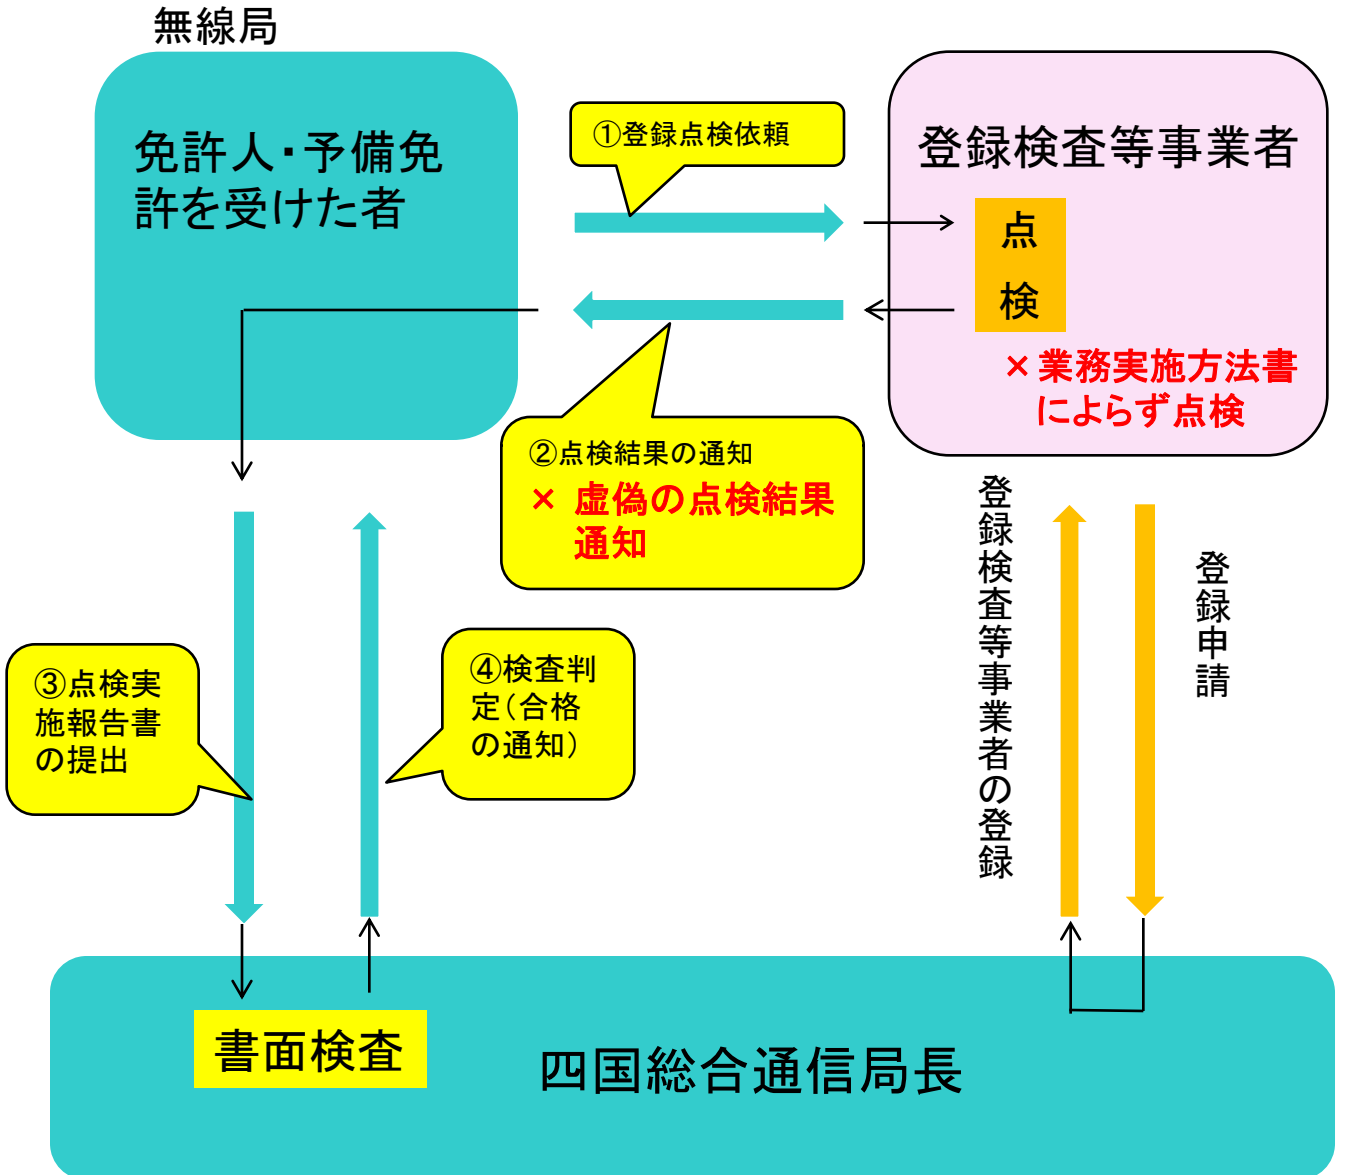 無線局
免許人・予備免
許を受けた者
①登録点検依頼
登録検査等事業者
点
検
×業務実施方法書
によらず点検
②点検結果の通知
× 虚偽の点検結果
通知
③点検実
施報告書
の提出
④検査判
定(合格
の通知)
登録検査等事業者の登録
登録申請
書面検査
四国総合通信局長